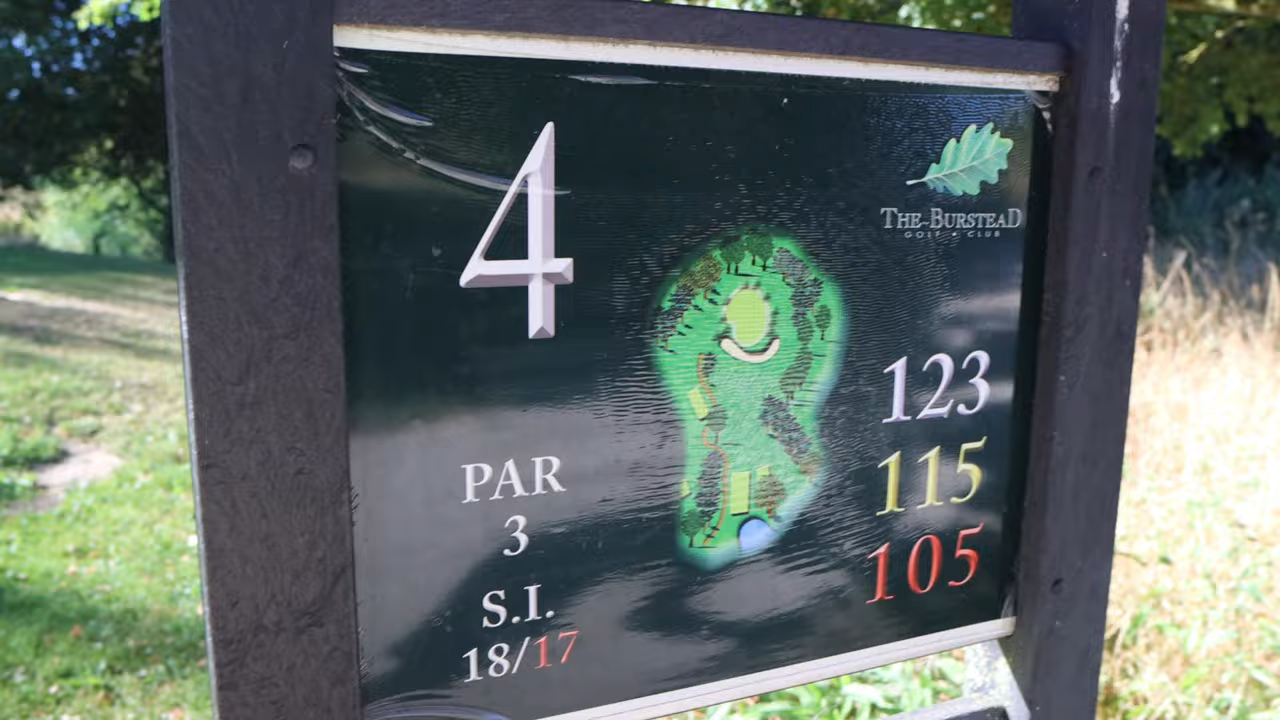 4
THE BURSTEAD
GOLF • CLUB
123
115
105
PAR
3
S.I.
18/17